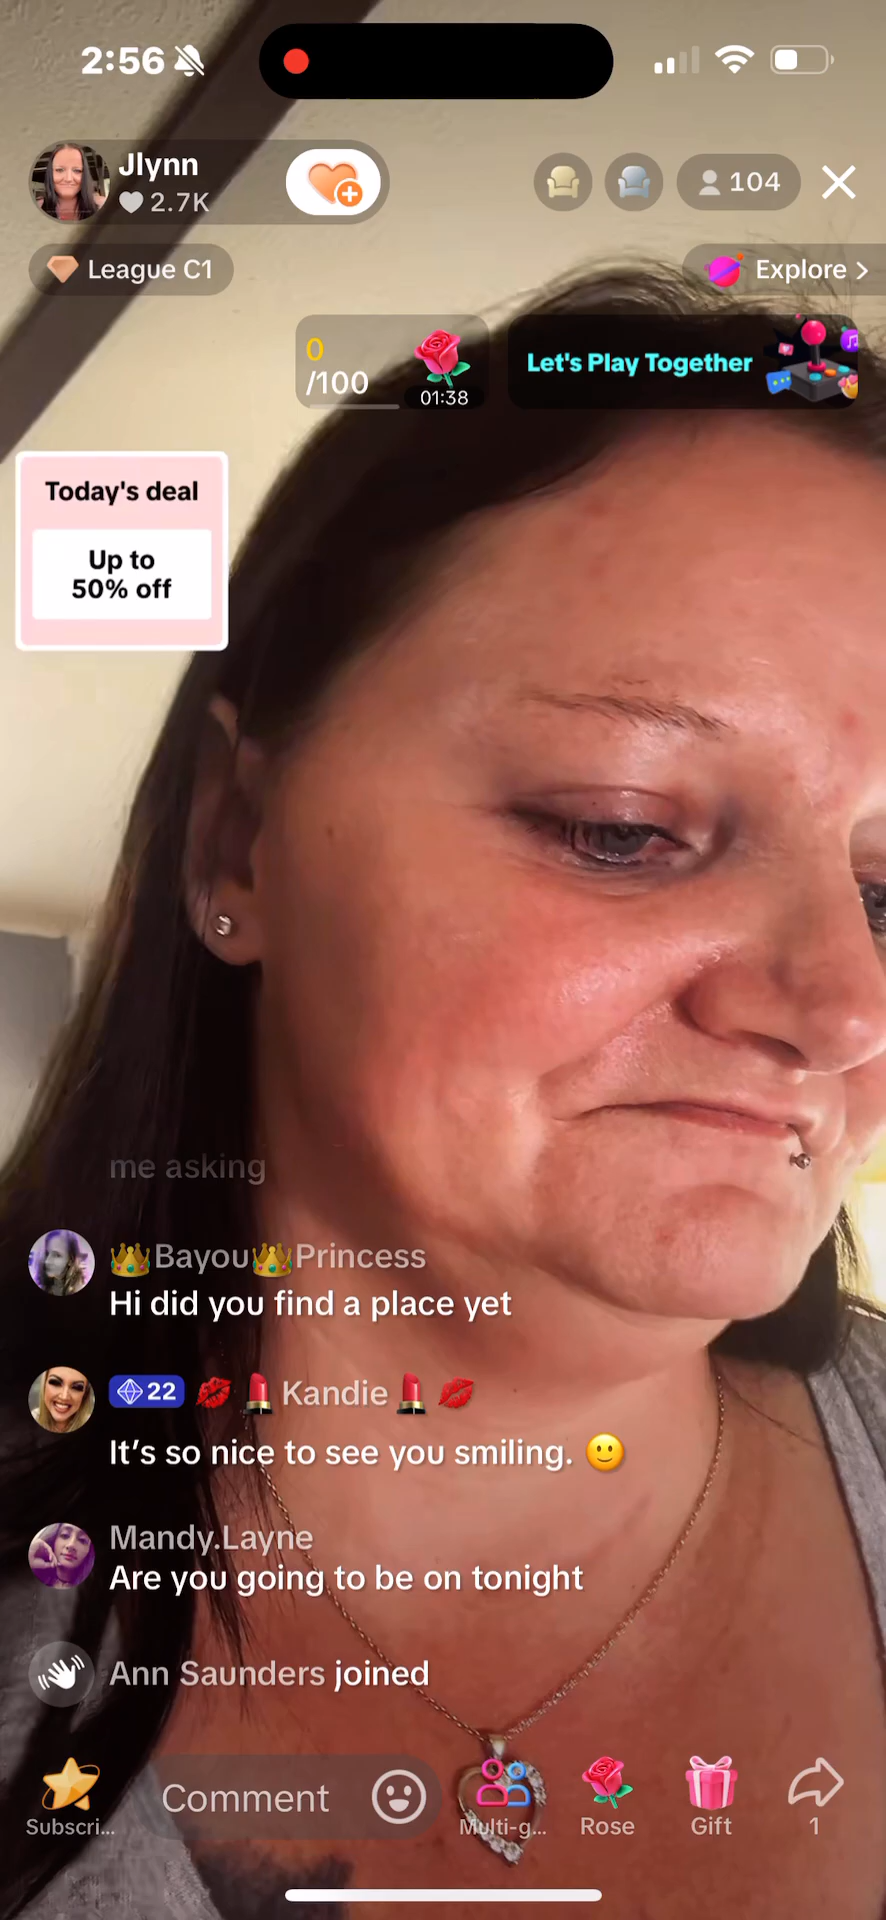 2:56
Jlynn
2.7K
104
League C1
Explore >
0
/100
01:38
Let's Play Together
Today's deal
Up to
50% off
me asking
👑Bayou👑Princess
Hi did you find a place yet
22 💋💄Kandie💄💋
It's so nice to see you smiling. 🙂
Mandy.Layne
Are you going to be on tonight
Ann Saunders joined
Comment
Subscri...
Multi-g...
Rose
Gift
1